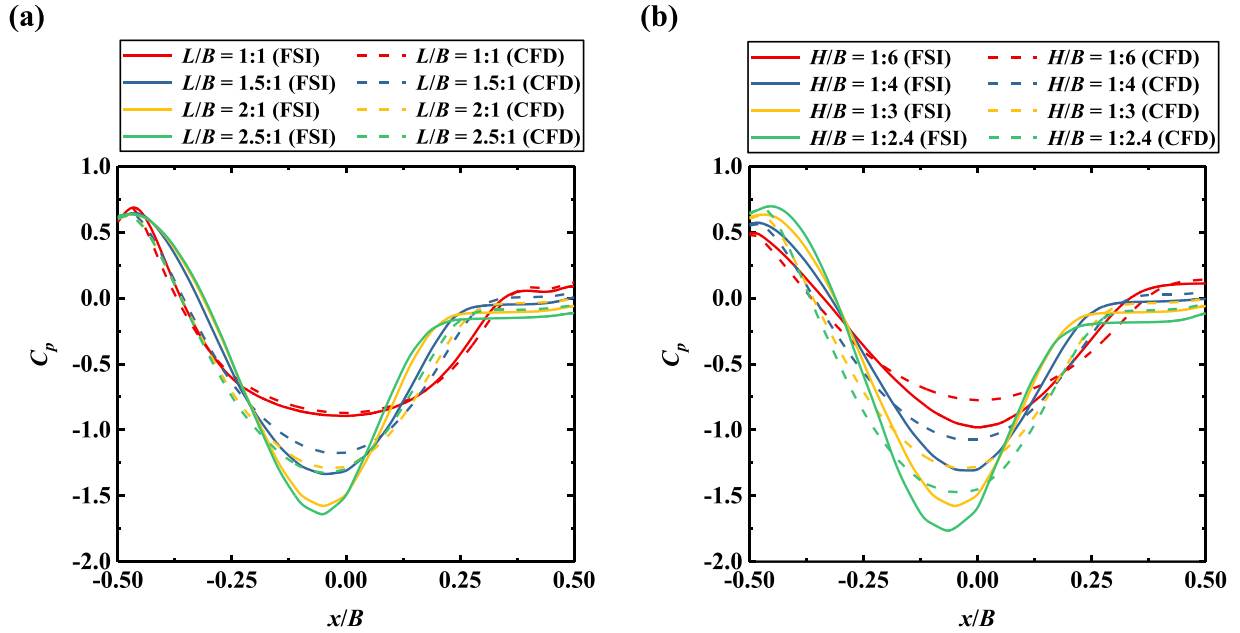 (a)
L/B = 1:1 (FSI) L/B = 1:1 (CFD)
L/B = 1.5:1 (FSI) L/B = 1.5:1 (CFD)
L/B = 2:1 (FSI) L/B = 2:1 (CFD)
L/B = 2.5:1 (FSI) L/B = 2.5:1 (CFD)
1.0
0.5
0.0
-0.5
-1.0
-1.5
-2.0
Cp
-0.50 -0.25 0.00 0.25 0.50
x/B
(b)
H/B = 1:6 (FSI) H/B = 1:6 (CFD)
H/B = 1:4 (FSI) H/B = 1:4 (CFD)
H/B = 1:3 (FSI) H/B = 1:3 (CFD)
H/B = 1:2.4 (FSI) H/B = 1:2.4 (CFD)
1.0
0.5
0.0
-0.5
-1.0
-1.5
-2.0
Cp
-0.50 -0.25 0.00 0.25 0.50
x/B